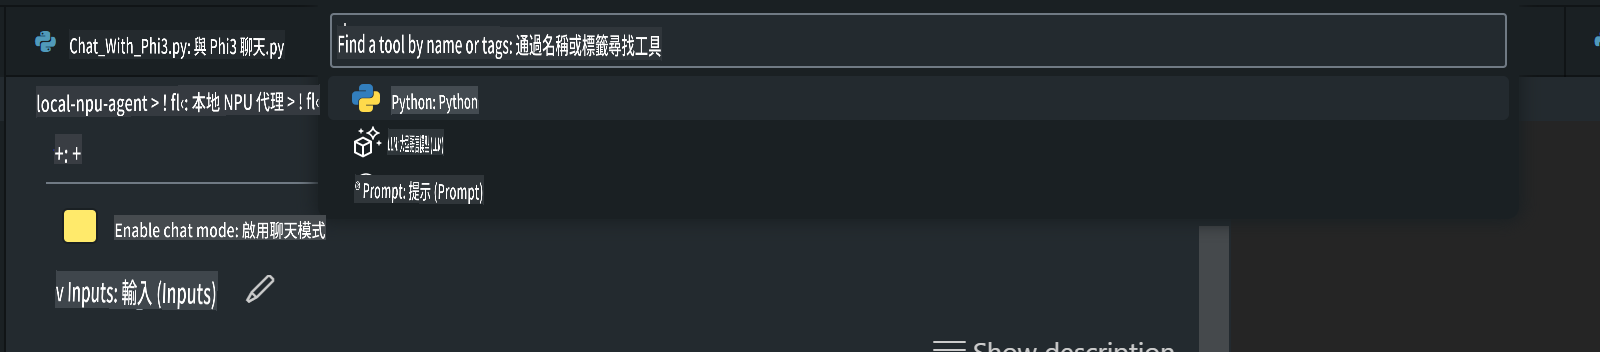 Chat_With_Phi3.py: 與 Phi3 聊天.py
Find a tool by name or tags: 通過名稱或標籤尋找工具
local-npu-agent > ! fl‹: 本地 NPU 代理 > ! fl‹
Python: Python
+: +
Prompt: 提示 (Prompt)
Enable chat mode: 啟用聊天模式
v Inputs: 輸入 (Inputs)
Show description